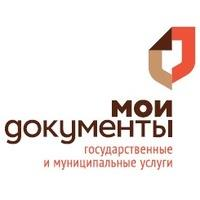 мои
документы
государственные
и муниципальные услуги